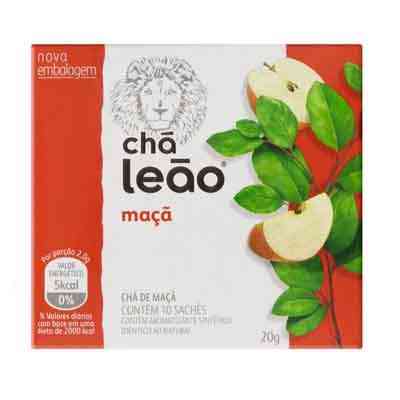 nova
embalagem
chá
leão®
maçã
por porção 2,0g
VALOR
ENERGÉTICO
5kcal
0%
% Valores diários
com base em uma
dieta de 2000 kcal
CHÁ DE MAÇÃ
CONTÉM 10 SACHÊS
CONTÉM AROMATIZANTE SINTÉTICO
IDÊNTICO AO NATURAL
20g